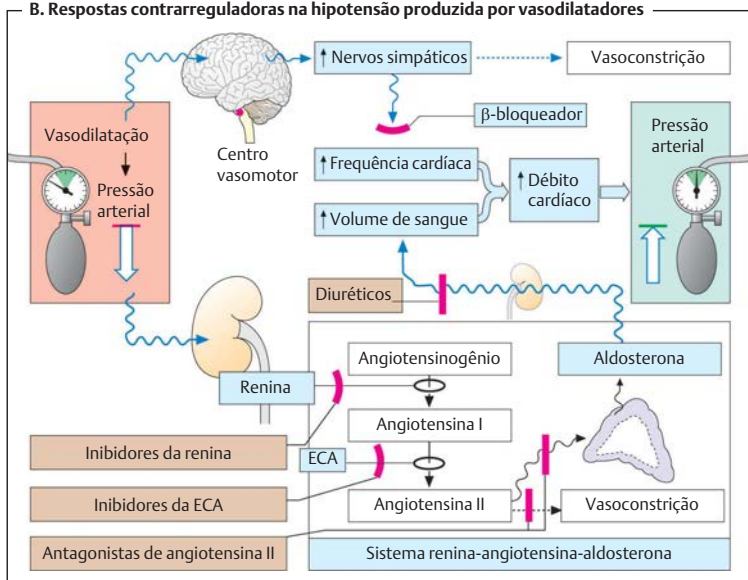 B. Respostas contrarreguladoras na hipotensão produzida por vasodilatadores
Nervos simpáticos
Vasoconstrição
β-bloqueador
Vasodilatação
Pressão
arterial
Centro
vasomotor
Frequência cardíaca
Volume de sangue
Débito
cardíaco
Pressão
arterial
Diuréticos
Renina
Angiotensinogênio
Aldosterona
Angiotensina I
Inibidores da renina
ECA
Inibidores da ECA
Angiotensina II
Vasoconstrição
Antagonistas de angiotensina II
Sistema renina-angiotensina-aldosterona